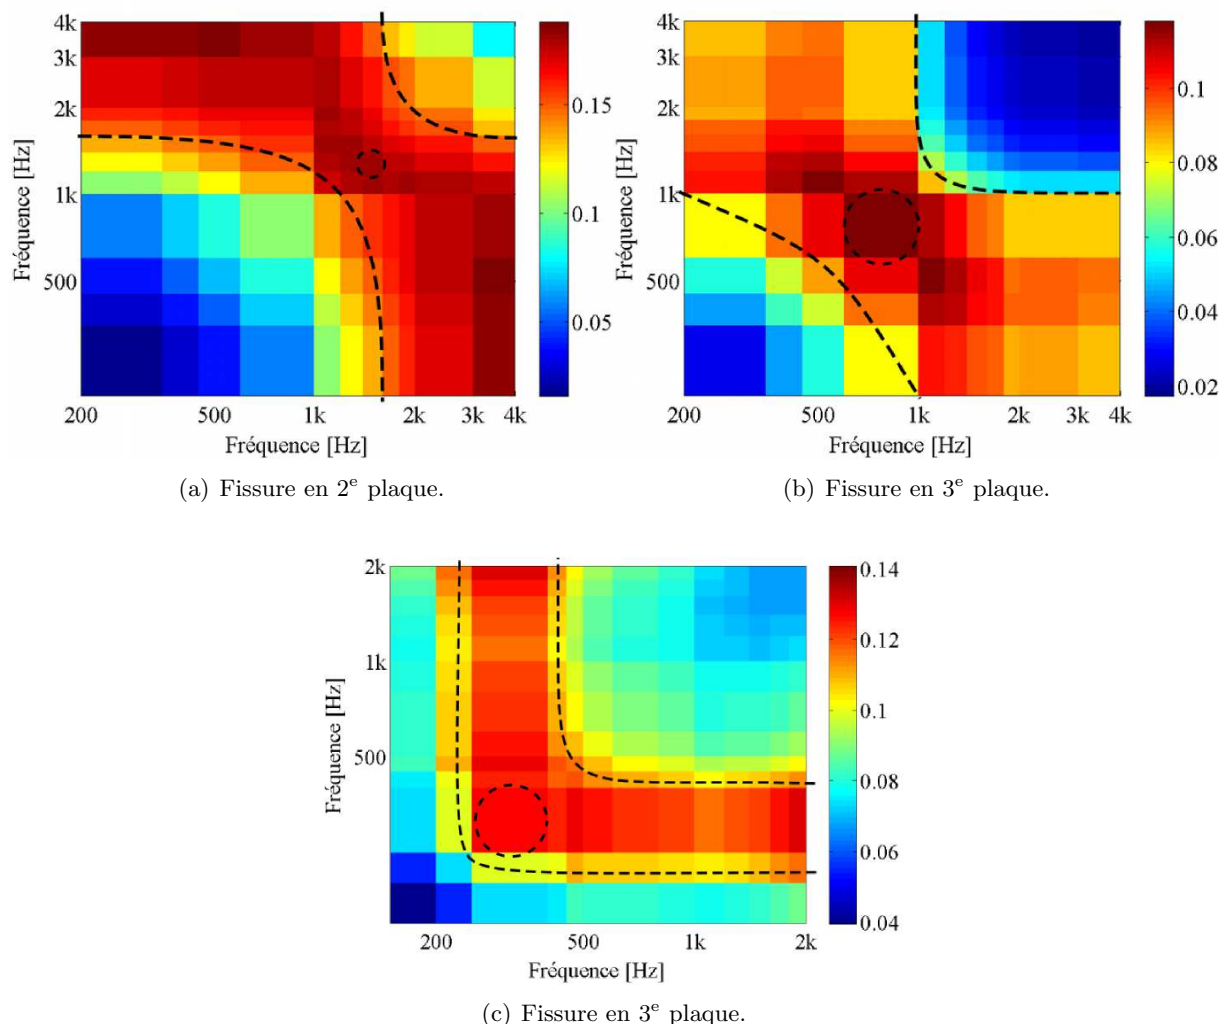 4k
3k
2k
1k
500
Fréquence [Hz]
200 500 1k 2k 3k 4k
Fréquence [Hz]
0.15
0.1
0.05
(a) Fissure en 2e plaque.
4k
3k
2k
1k
500
Fréquence [Hz]
200 500 1k 2k 3k 4k
Fréquence [Hz]
0.1
0.08
0.06
0.04
0.02
(b) Fissure en 3e plaque.
2k
1k
500
Fréquence [Hz]
200 500 1k 2k
Fréquence [Hz]
0.14
0.12
0.1
0.08
0.06
0.04
(c) Fissure en 3e plaque.